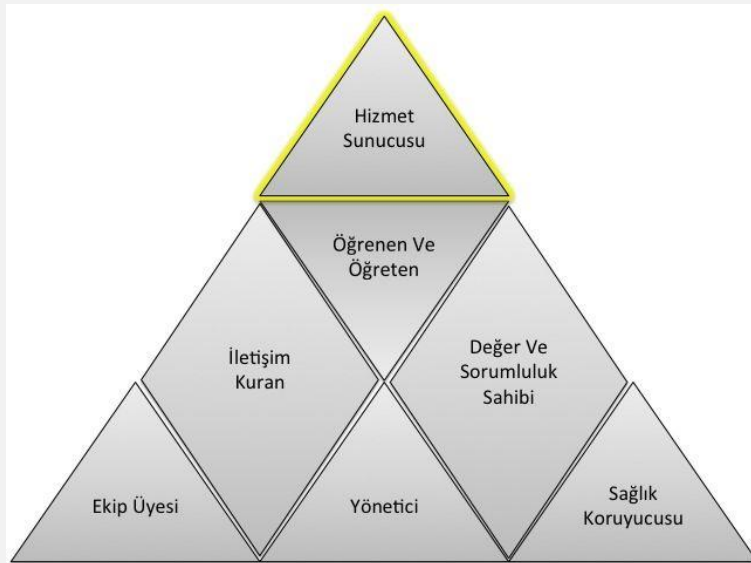 Hizmet
Sunucusu
Öğrenen Ve
Öğreten
İletişim
Kuran
Değer Ve
Sorumluluk
Sahibi
Ekip Üyesi
Yönetici
Sağlık
Koruyucusu